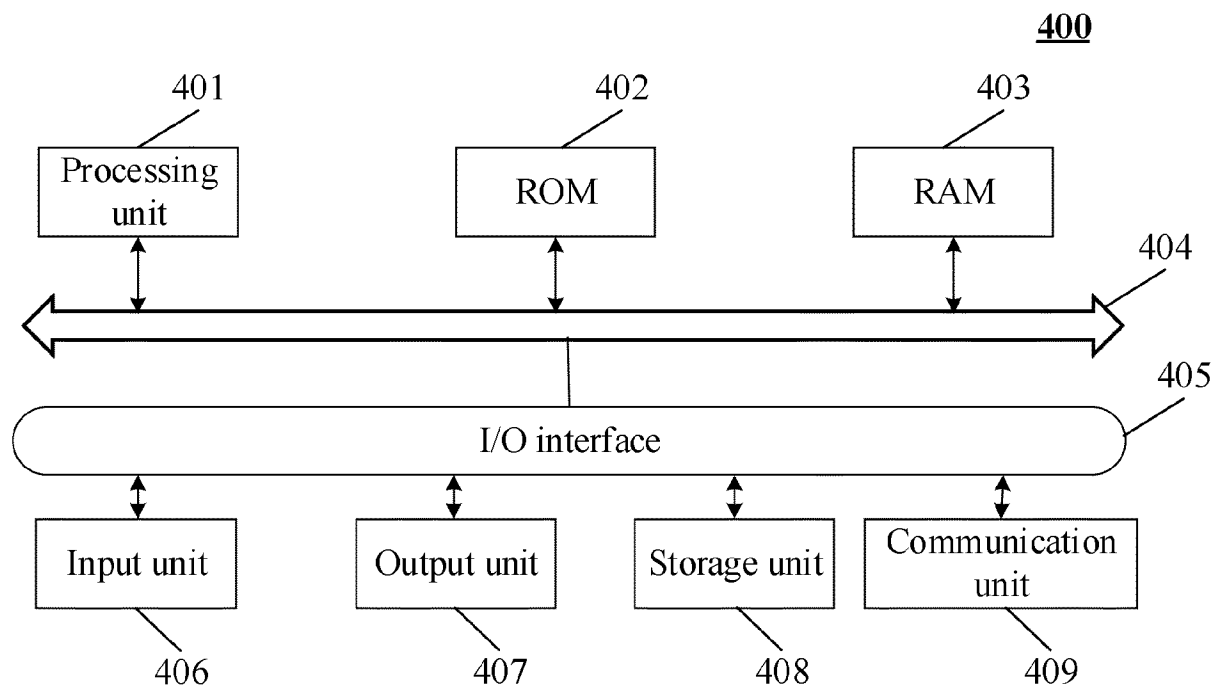 400
401
402
403
Processing
unit
ROM
RAM
404
405
I/O interface
Input unit
Output unit
Storage unit
Communication
unit
406
407
408
409